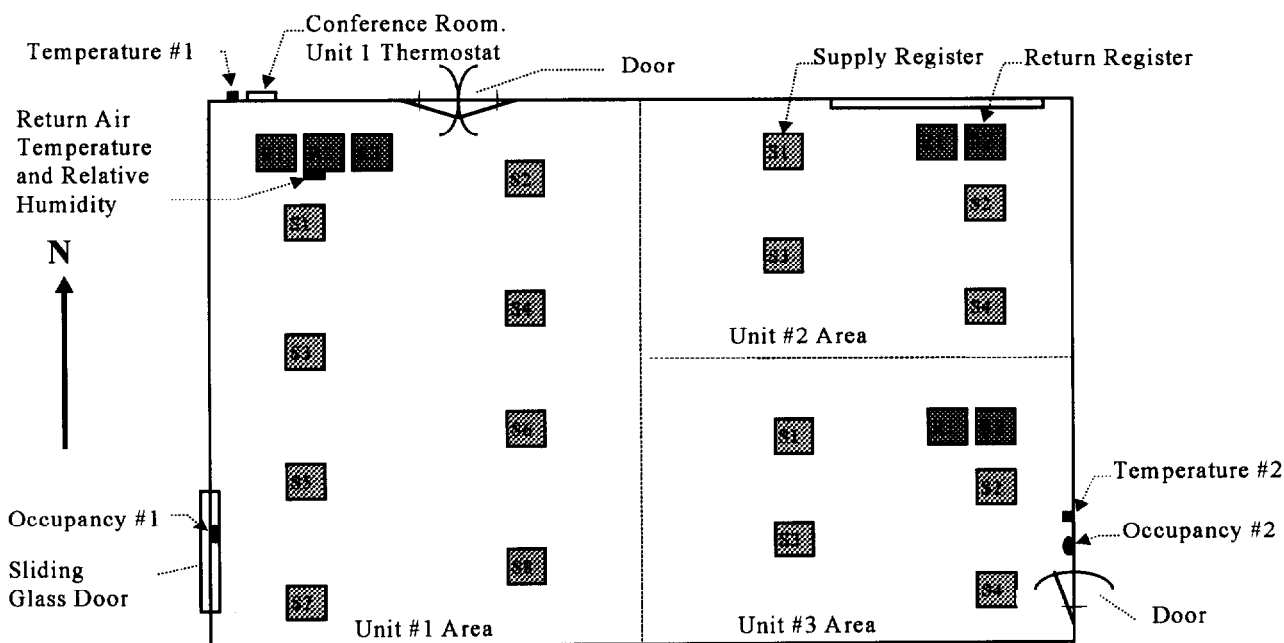 Temperature #1
Conference Room.
Unit 1 Thermostat
Door
Supply Register
Return Register
Return Air
Temperature
and Relative
Humidity
N
S1
S2
S3
S4
S5
S6
S7
S8
Unit #1 Area
S1
S2
S3
S4
Unit #2 Area
S1
S2
S3
S4
Unit #3 Area
Occupancy #1
Sliding
Glass Door
Temperature #2
Occupancy #2
Door